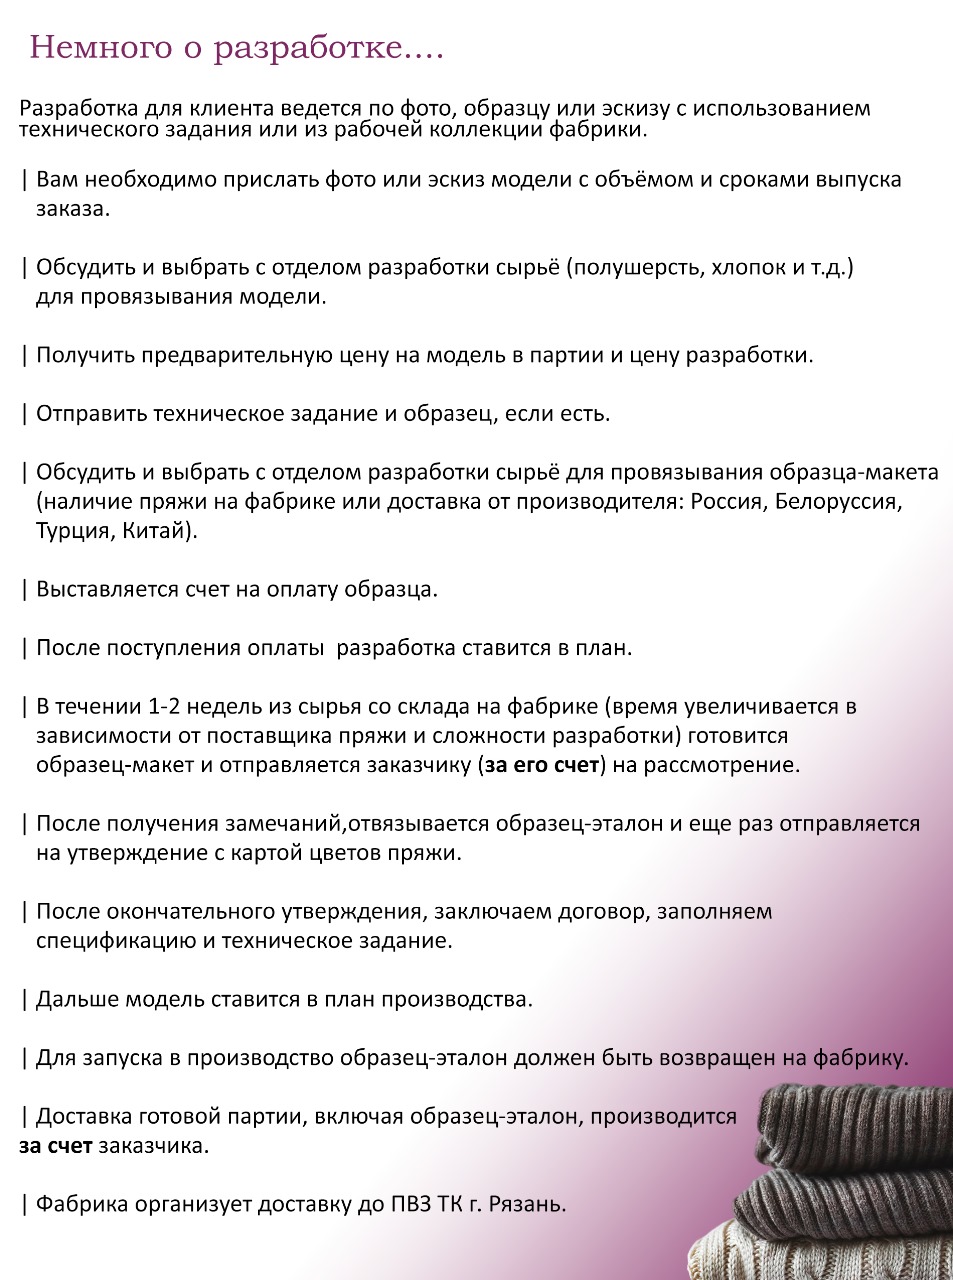 Немного о разработке....
Разработка для клиента ведется по фото, образцу или эскизу с использованием
технического задания или из рабочей коллекции фабрики.
| Вам необходимо прислать фото или эскиз модели с объёмом и сроками выпуска
заказа.
| Обсудить и выбрать с отделом разработки сырьё (полушерсть, хлопок и т.д.)
для провязывания модели.
| Получить предварительную цену на модель в партии и цену разработки.
| Отправить техническое задание и образец, если есть.
| Обсудить и выбрать с отделом разработки сырьё для провязывания образца-макета
(наличие пряжи на фабрике или доставка от производителя: Россия, Белоруссия,
Турция, Китай).
| Выставляется счет на оплату образца.
| После поступления оплаты  разработка ставится в план.
| В течении 1-2 недель из сырья со склада на фабрике (время увеличивается в
зависимости от поставщика пряжи и сложности разработки) готовится
образец-макет и отправляется заказчику (за его счет) на рассмотрение.
| После получения замечаний,отвязывается образец-эталон и еще раз отправляется
на утверждение с картой цветов пряжи.
| После окончательного утверждения, заключаем договор, заполняем
спецификацию и техническое задание.
| Дальше модель ставится в план производства.
| Для запуска в производство образец-эталон должен быть возвращен на фабрику.
| Доставка готовой партии, включая образец-эталон, производится
за счет заказчика.
| Фабрика организует доставку до ПВЗ ТК г. Рязань.